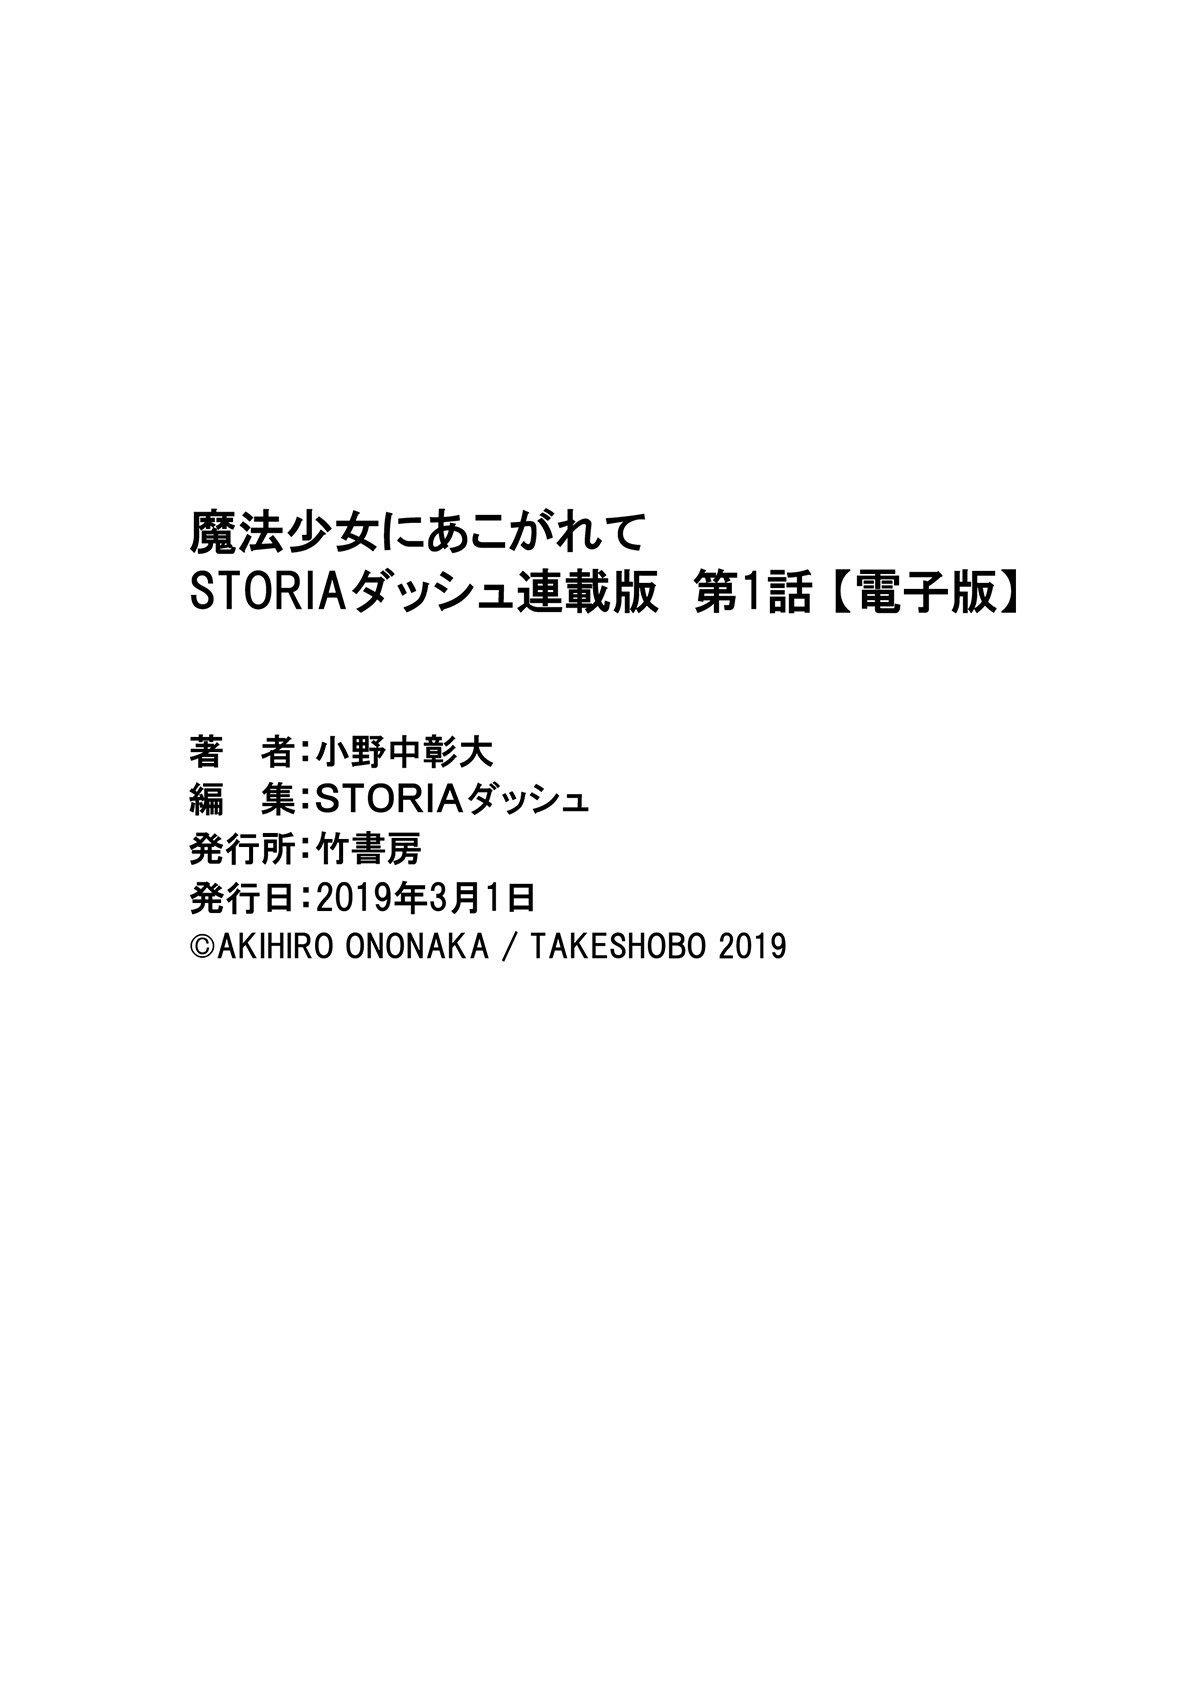 魔法少女にあこがれて
STORIAダッシュ連載版　第1話【電子版】
著　者：小野中彰大
編　集：STORIAダッシュ
発行所：竹書房
発行日：2019年3月1日
©AKIHIRO ONONAKA / TAKESHOBO 2019